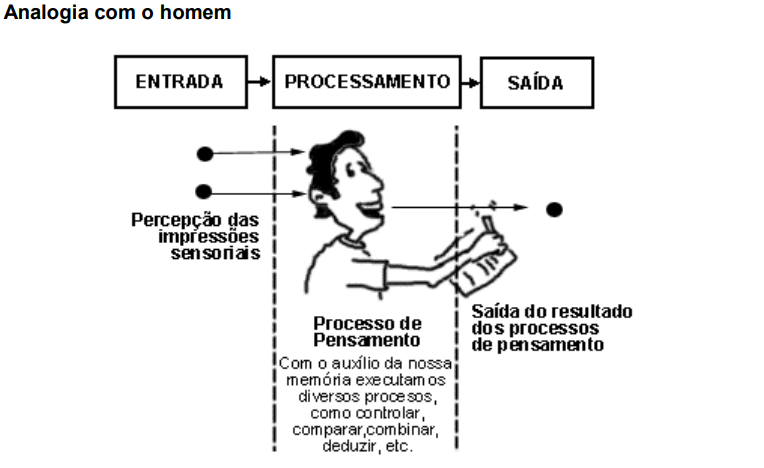 Analogia com o homem
ENTRADA
PROCESSAMENTO
SAÍDA
Percepção das
impressões
sensoriais
Processo de
Pensamento
Com o auxílio da nossa
memória executamos
diversos procesos,
como controlar,
comparar,combinar,
deduzir, etc.
Saída do resultado
dos processos
de pensamento